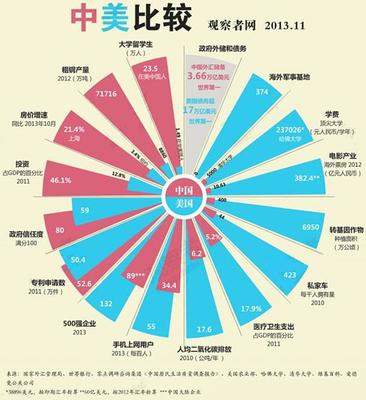 中美比较
观察者网 2013.11
大学留学生
(万人)
23.5
在美中国人
政府外储和债务
中国外汇储备
3.66万亿美元
世界第一
美国债务超
17万亿美元
世界第一
海外军事基地
374
0
学费
顶尖大学
(元人民币/学年)
237026*
哈佛大学
5000
清华大学
电影产业
海外票房 2012
(亿元人民币)
382.4**
10.63
转基因作物
种植面积
(万公顷)
6950
400
私家车
每千人拥有量
2010
423
44
医疗卫生支出
占GDP的百分比
2011
17.9%
5.2%
人均二氧化碳排放
2010 (公吨/年)
17.6
6.2
手机上网用户
2013 (每百人)
55
34.4
500强企业
2013
132
89***
专利申请数
2011 (万件)
50.4
52.6
政府信任度
满分100
59
80
投资
占GDP的百分比
2011
46.1%
12.8%
房价增速
同比 2013年10月
21.4%
上海
3.4%
粗钢产量
2012 (万吨)
71716
8860
1.49
中国
美国
来源：国家外汇管理局，世界银行，零点调研咨询集团《中国居民生活质量调查报告》，美国农业部，哈佛大学，清华大学，维基百科，爱德
曼公关公司
*38896美元，按即期汇率折算 **60亿美元，按2012年汇率折算 ***中国大陆企业